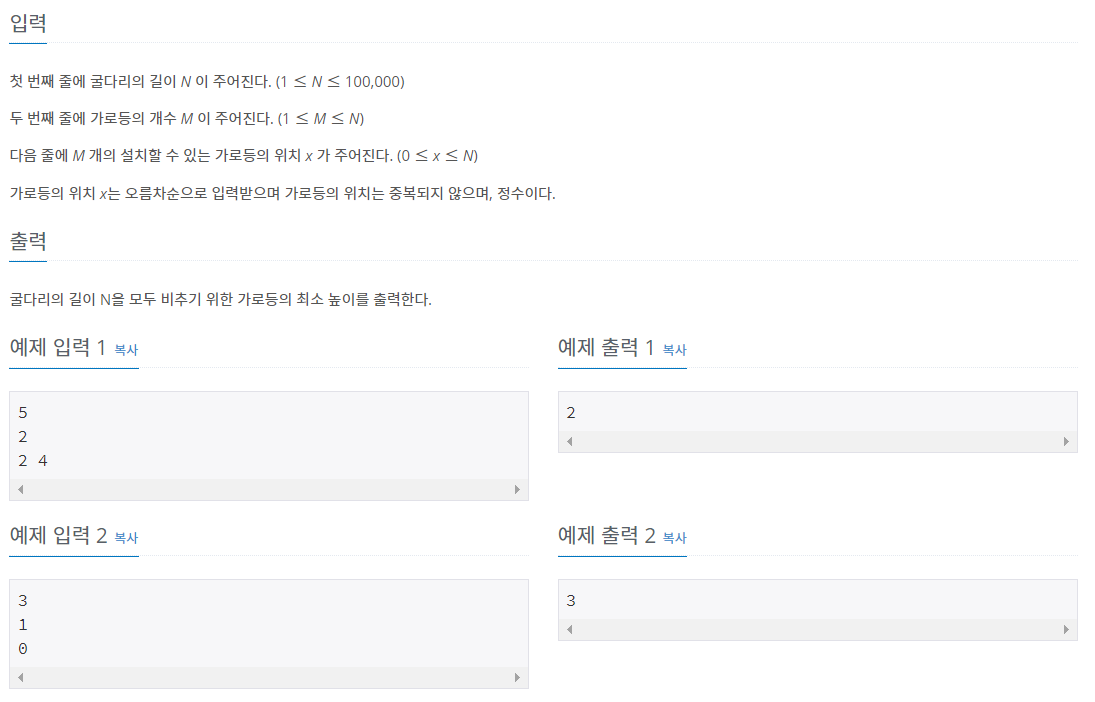 입력
첫 번째 줄에 굴다리의 길이 N 이 주어진다. (1 ≤ N ≤ 100,000)
두 번째 줄에 가로등의 개수 M 이 주어진다. (1 ≤ M ≤ N)
다음 줄에 M 개의 설치할 수 있는 가로등의 위치 x 가 주어진다. (0 ≤ x ≤ N)
가로등의 위치 x는 오름차순으로 입력받으며 가로등의 위치는 중복되지 않으며, 정수이다.
출력
굴다리의 길이 N을 모두 비추기 위한 가로등의 최소 높이를 출력한다.
예제 입력 1 복사
5
2
2 4
예제 출력 1 복사
2
예제 입력 2 복사
3
1
0
예제 출력 2 복사
3